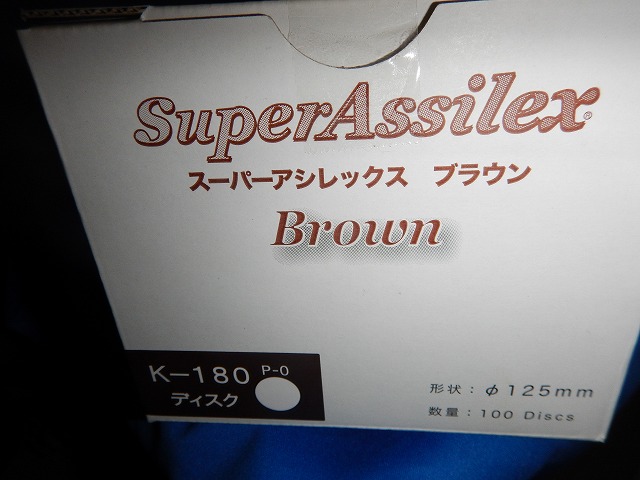 SuperAssilex®
スーパーアシレックス ブラウン
Brown
K-180 P-0
ディスク
形状：φ125mm
数量：100 Discs